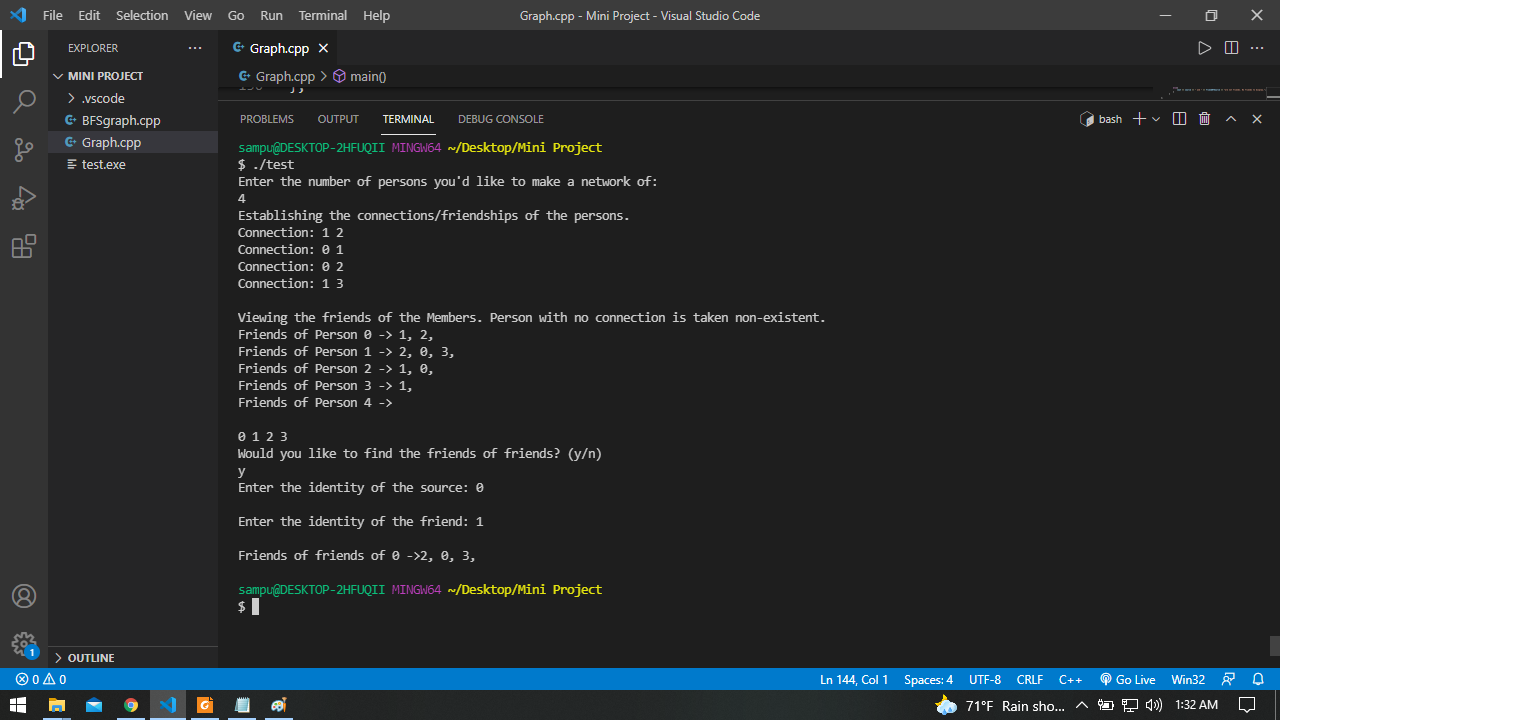 File Edit Selection View Go Run Terminal Help Graph.cpp - Mini Project - Visual Studio Code
EXPLORER ...
MINI PROJECT
.vscode
BFSgraph.cpp
Graph.cpp
test.exe
OUTLINE
Graph.cpp
Graph.cpp > main()
PROBLEMS OUTPUT TERMINAL DEBUG CONSOLE bash
sampu@DESKTOP-2HFUQII MINGW64 ~/Desktop/Mini Project
$ ./test
Enter the number of persons you'd like to make a network of:
4
Establishing the connections/friendships of the persons.
Connection: 1 2
Connection: 0 1
Connection: 0 2
Connection: 1 3
Viewing the friends of the Members. Person with no connection is taken non-existent.
Friends of Person 0 -> 1, 2,
Friends of Person 1 -> 2, 0, 3,
Friends of Person 2 -> 1, 0,
Friends of Person 3 -> 1,
Friends of Person 4 ->
0 1 2 3
Would you like to find the friends of friends? (y/n)
y
Enter the identity of the source: 0
Enter the identity of the friend: 1
Friends of friends of 0 ->2, 0, 3,
sampu@DESKTOP-2HFUQII MINGW64 ~/Desktop/Mini Project
$
1
0 0 Ln 144, Col 1 Spaces: 4 UTF-8 CRLF C++ Go Live Win32
71°F Rain sho... 1:32 AM